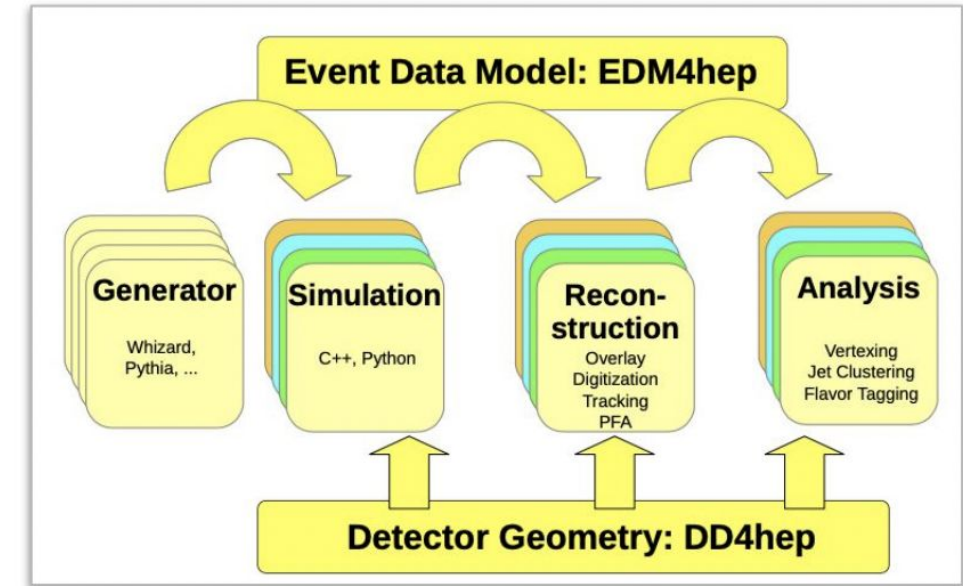 Event Data Model: EDM4hep
Generator
Whizard,
Pythia, ...
Simulation
C++, Python
Recon-
struction
Overlay
Digitization
Tracking
PFA
Analysis
Vertexing
Jet Clustering
Flavor Tagging
Detector Geometry: DD4hep